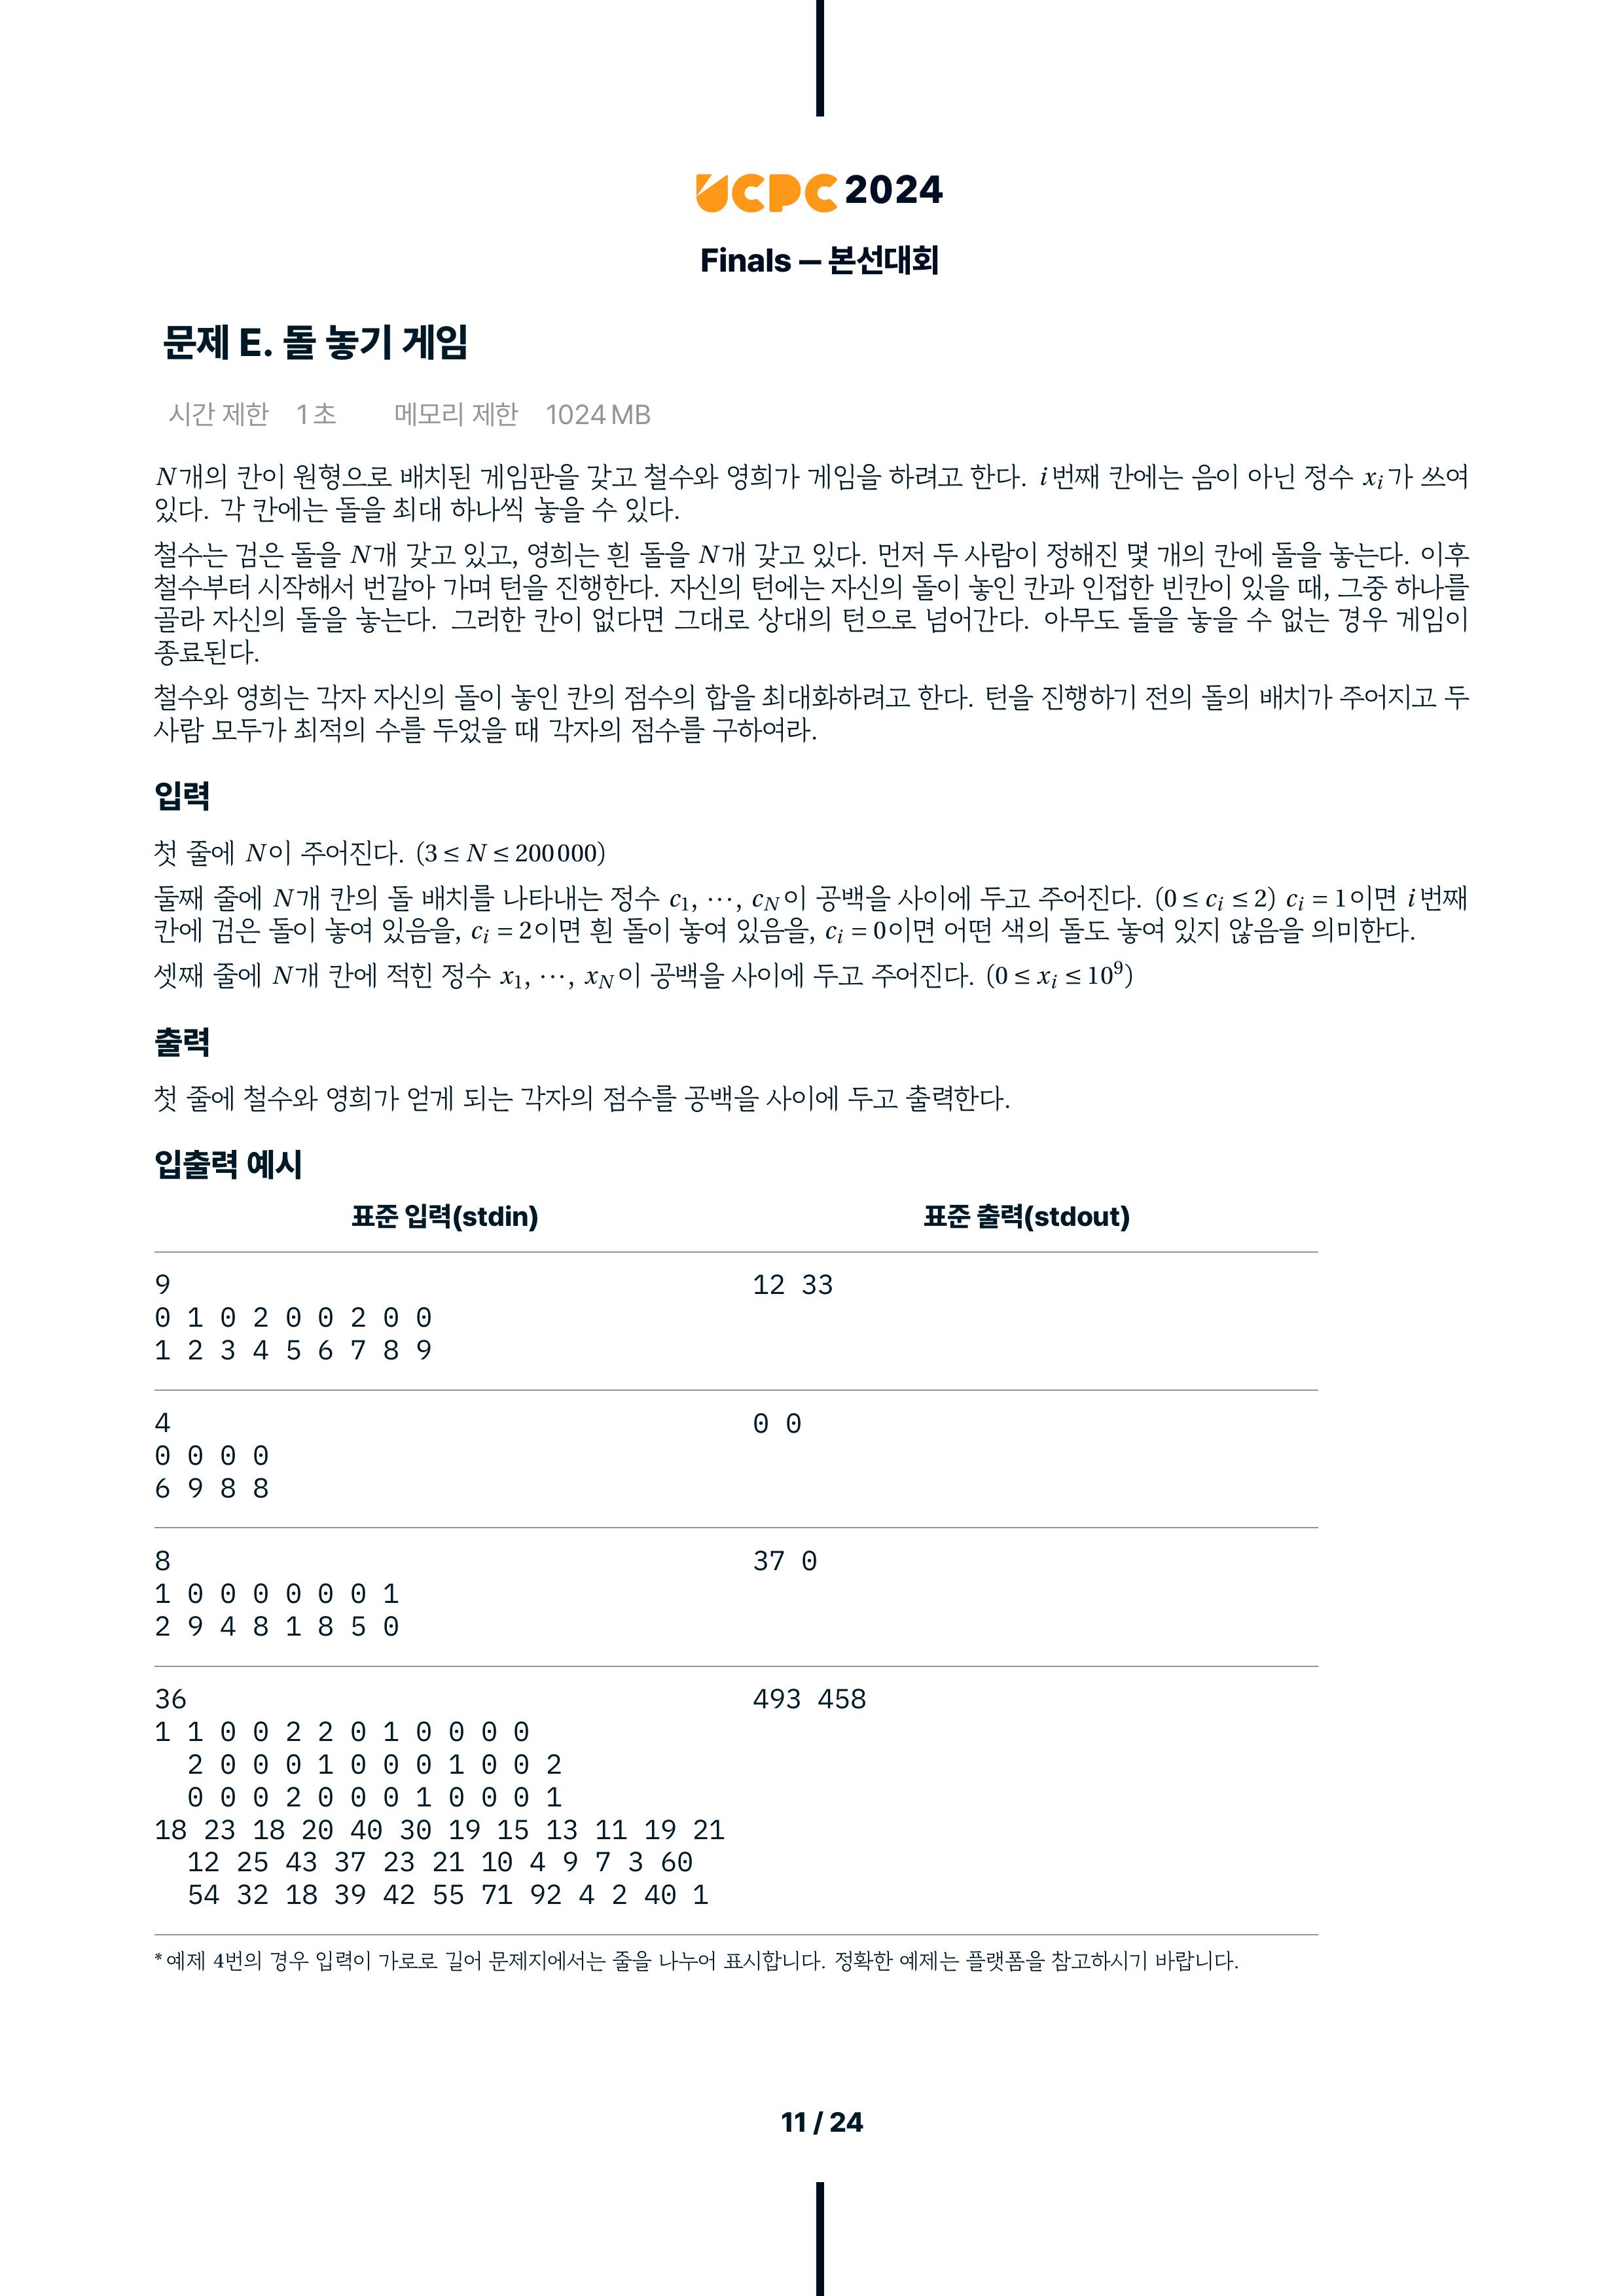 UCPC 2024
Finals — 본선대회
문제 E. 돌 놓기 게임
시간 제한 1 초 메모리 제한 1024 MB
N개의 칸이 원형으로 배치된 게임판을 갖고 철수와 영희가 게임을 하려고 한다. i번째 칸에는 음이 아닌 정수 xᵢ가 쓰여
있다. 각 칸에는 돌을 최대 하나씩 놓을 수 있다.
철수는 검은 돌을 N개 갖고 있고, 영희는 흰 돌을 N개 갖고 있다. 먼저 두 사람이 정해진 몇 개의 칸에 돌을 놓는다. 이후
철수부터 시작해서 번갈아 가며 턴을 진행한다. 자신의 턴에는 자신의 돌이 놓인 칸과 인접한 빈칸이 있을 때, 그중 하나를
골라 자신의 돌을 놓는다. 그러한 칸이 없다면 그대로 상대의 턴으로 넘어간다. 아무도 돌을 놓을 수 없는 경우 게임이
종료된다.
철수와 영희는 각자 자신의 돌이 놓인 칸의 점수의 합을 최대화하려고 한다. 턴을 진행하기 전의 돌의 배치가 주어지고 두
사람 모두가 최적의 수를 두었을 때 각자의 점수를 구하여라.
입력
첫 줄에 N이 주어진다. (3 ≤ N ≤ 200 000)
둘째 줄에 N개 칸의 돌 배치를 나타내는 정수 c₁, ⋯, c_N이 공백을 사이에 두고 주어진다. (0 ≤ cᵢ ≤ 2) cᵢ = 1이면 i번째
칸에 검은 돌이 놓여 있음을, cᵢ = 2이면 흰 돌이 놓여 있음을, cᵢ = 0이면 어떤 색의 돌도 놓여 있지 않음을 의미한다.
셋째 줄에 N개 칸에 적힌 정수 x₁, ⋯, x_N이 공백을 사이에 두고 주어진다. (0 ≤ xᵢ ≤ 10⁹)
출력
첫 줄에 철수와 영희가 얻게 되는 각자의 점수를 공백을 사이에 두고 출력한다.
입출력 예시
표준 입력(stdin) 표준 출력(stdout)
9 12 33
0 1 0 2 0 0 2 0 0
1 2 3 4 5 6 7 8 9
4 0 0
0 0 0 0
6 9 8 8
8 37 0
1 0 0 0 0 0 0 1
2 9 4 8 1 8 5 0
36 493 458
1 1 0 0 2 2 0 1 0 0 0 0
2 0 0 0 1 0 0 0 1 0 0 2
0 0 0 2 0 0 0 1 0 0 0 1
18 23 18 20 40 30 19 15 13 11 19 21
12 25 43 37 23 21 10 4 9 7 3 60
54 32 18 39 42 55 71 92 4 2 40 1
* 예제 4번의 경우 입력이 가로로 길어 문제지에서는 줄을 나누어 표시합니다. 정확한 예제는 플랫폼을 참고하시기 바랍니다.
11 / 24